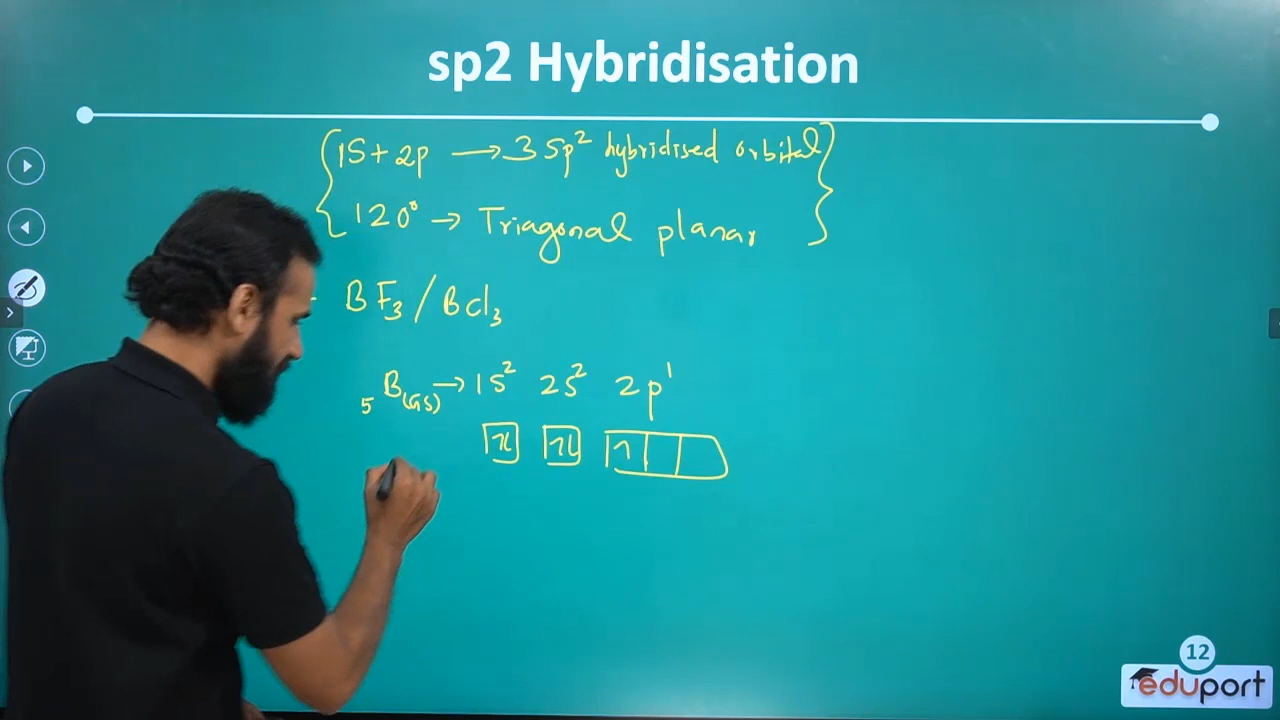 sp2 Hybridisation
1S + 2p → 3 Sp² hybridised orbital
120° → Triagonal planar
BF₃ / BCl₃
₅B(GS) → 1S² 2S² 2p¹
12
eduport